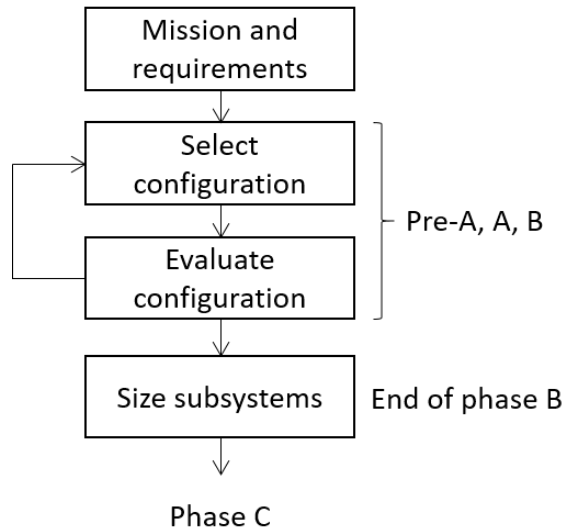 Mission and
requirements
Select
configuration
Pre-A, A, B
Evaluate
configuration
Size subsystems
End of phase B
Phase C